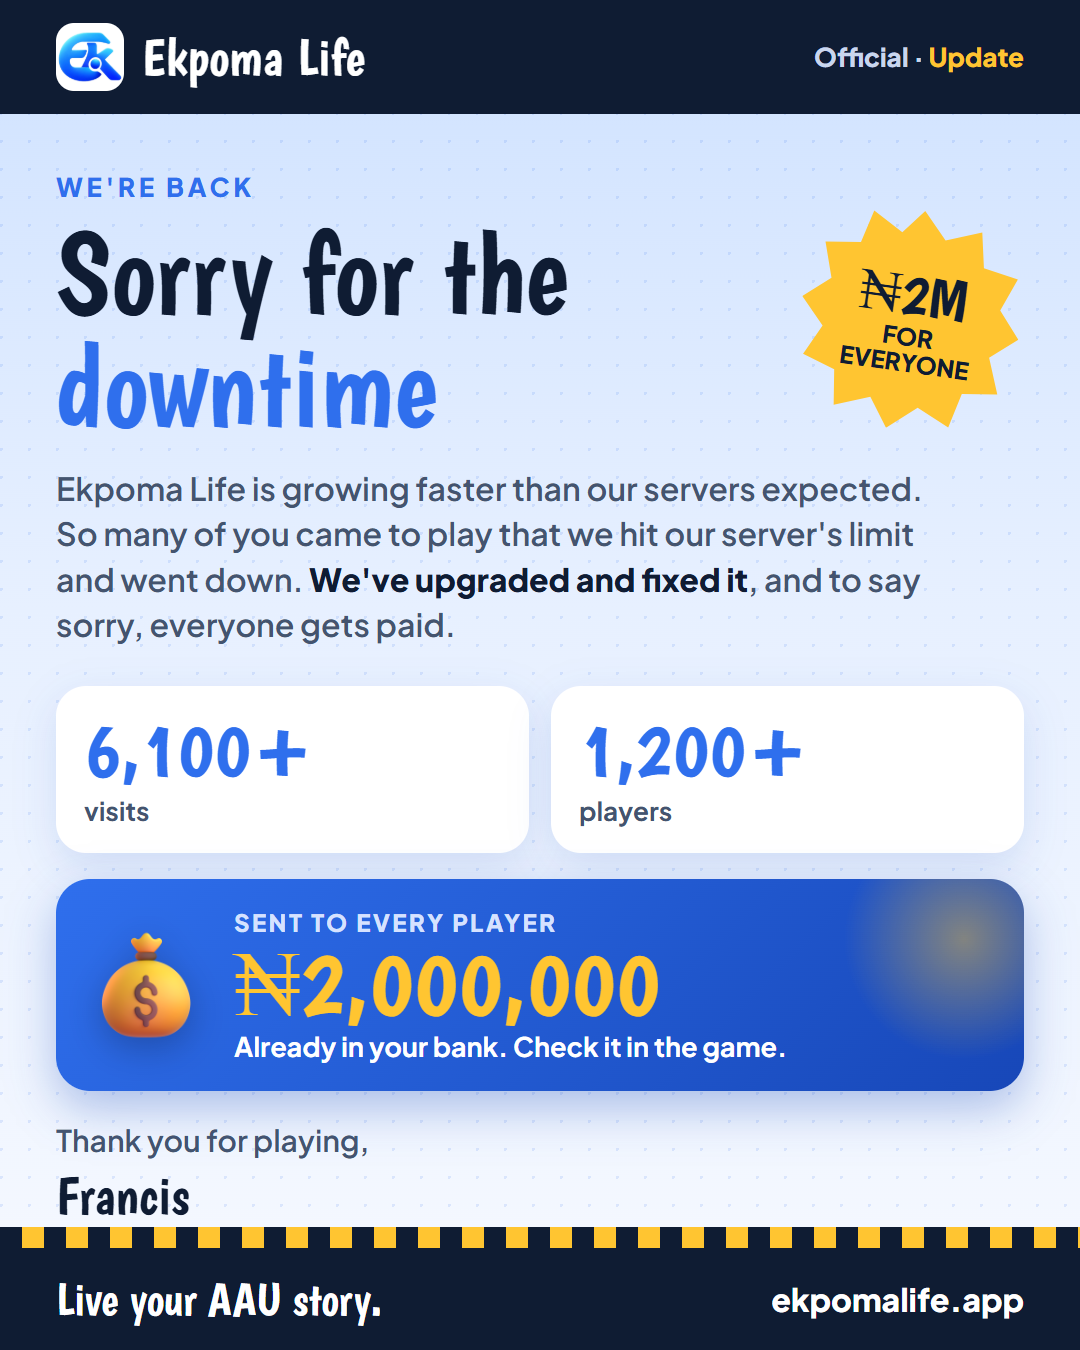 Ekpoma Life
Official · Update
WE'RE BACK
Sorry for the
downtime
₦2M
FOR
EVERYONE
Ekpoma Life is growing faster than our servers expected.
So many of you came to play that we hit our server's limit
and went down. We've upgraded and fixed it, and to say
sorry, everyone gets paid.
6,100+
visits
1,200+
players
SENT TO EVERY PLAYER
₦2,000,000
Already in your bank. Check it in the game.
Thank you for playing,
Francis
Live your AAU story.
ekpomalife.app